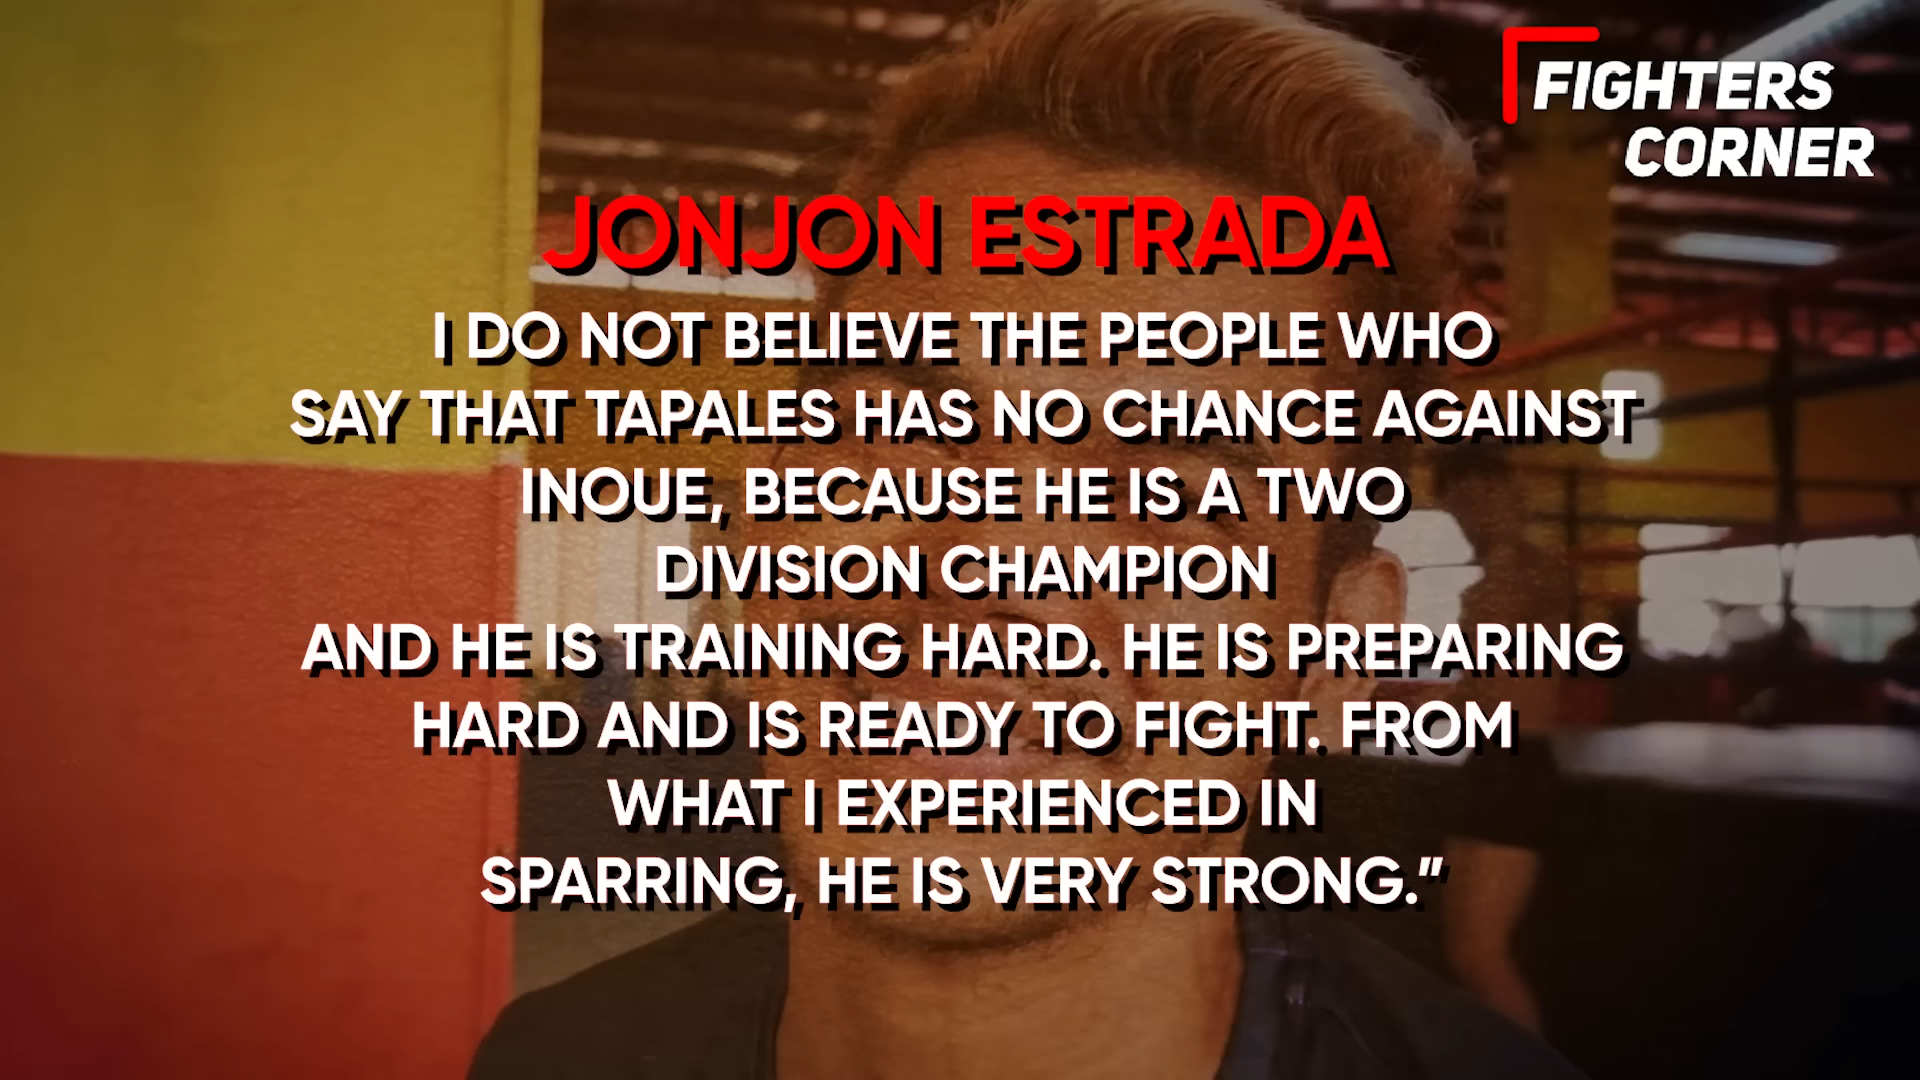 FIGHTERS
CORNER
JONJON ESTRADA
I DO NOT BELIEVE THE PEOPLE WHO
SAY THAT TAPALES HAS NO CHANCE AGAINST
INOUE, BECAUSE HE IS A TWO
DIVISION CHAMPION
AND HE IS TRAINING HARD. HE IS PREPARING
HARD AND IS READY TO FIGHT. FROM
WHAT I EXPERIENCED IN
SPARRING, HE IS VERY STRONG.”